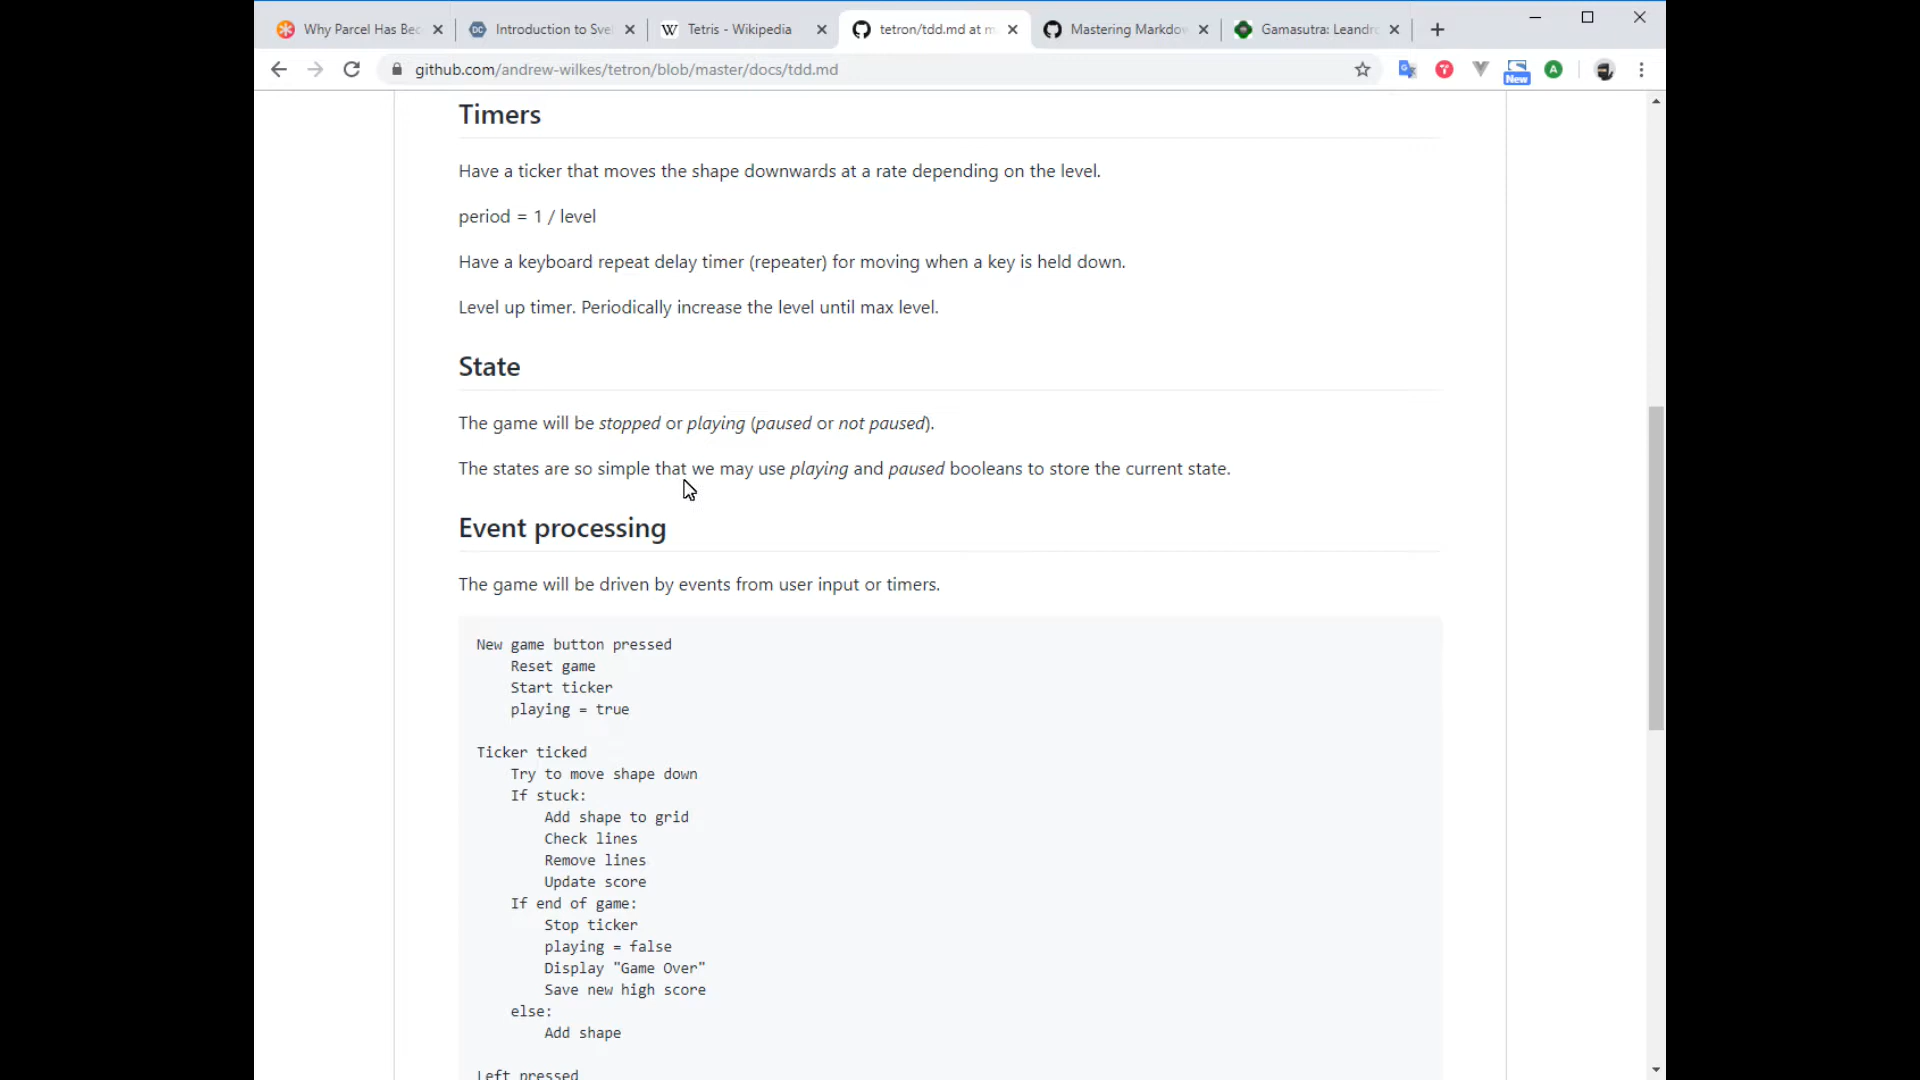 Why Parcel Has Bec
Introduction to Sve
Tetris - Wikipedia
tetron/tdd.md at m
Mastering Markdow
Gamasutra: Leandr
github.com/andrew-wilkes/tetron/blob/master/docs/tdd.md
New
A
Timers
Have a ticker that moves the shape downwards at a rate depending on the level.
period = 1 / level
Have a keyboard repeat delay timer (repeater) for moving when a key is held down.
Level up timer. Periodically increase the level until max level.
State
The game will be stopped or playing (paused or not paused).
The states are so simple that we may use playing and paused booleans to store the current state.
Event processing
The game will be driven by events from user input or timers.
New game button pressed
Reset game
Start ticker
playing = true
Ticker ticked
Try to move shape down
If stuck:
Add shape to grid
Check lines
Remove lines
Update score
If end of game:
Stop ticker
playing = false
Display "Game Over"
Save new high score
else:
Add shape
Left pressed